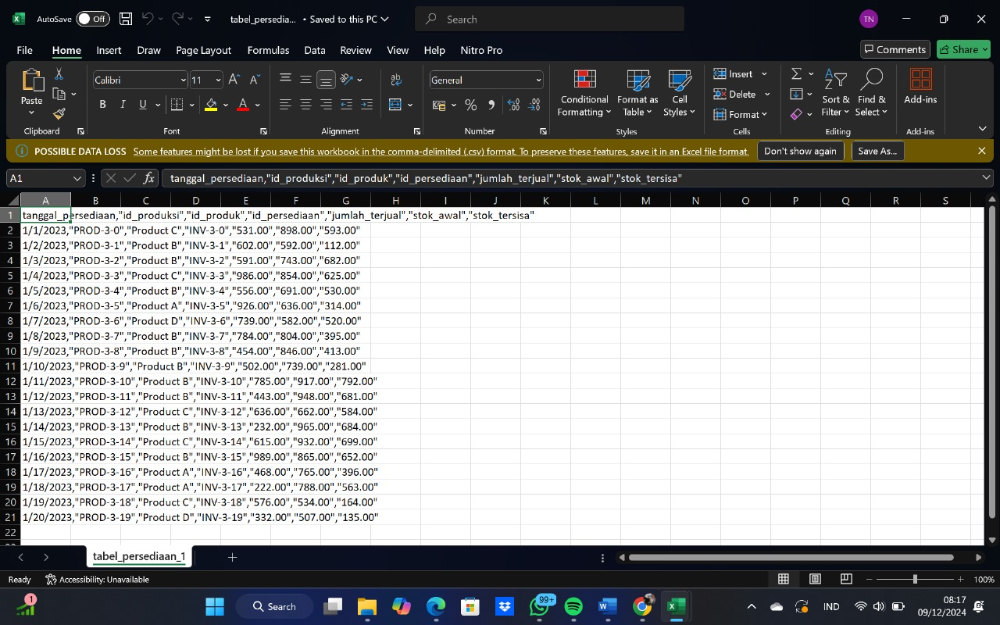 AutoSave Off tabel_persedia... • Saved to this PC Search TN
File Home Insert Draw Page Layout Formulas Data Review View Help Nitro Pro Comments Share
Paste Calibri 11 B I U General Conditional Formatting Format as Table Cell Styles Insert Delete Format Sort & Filter Find & Select Add-ins
Clipboard Font Alignment Number Styles Cells Editing Add-ins
POSSIBLE DATA LOSS Some features might be lost if you save this workbook in the comma-delimited (.csv) format. To preserve these features, save it in an Excel file format. Don't show again Save As...
A1 fx tanggal_persediaan,"id_produksi","id_produk","id_persediaan","jumlah_terjual","stok_awal","stok_tersisa"
A B C D E F G H I J K L M N O P Q R S
1 tanggal_persediaan,"id_produksi","id_produk","id_persediaan","jumlah_terjual","stok_awal","stok_tersisa"
2 1/1/2023,"PROD-3-0","Product C","INV-3-0","531.00","898.00","593.00"
3 1/2/2023,"PROD-3-1","Product B","INV-3-1","602.00","592.00","112.00"
4 1/3/2023,"PROD-3-2","Product B","INV-3-2","591.00","743.00","682.00"
5 1/4/2023,"PROD-3-3","Product C","INV-3-3","986.00","854.00","625.00"
6 1/5/2023,"PROD-3-4","Product B","INV-3-4","556.00","691.00","530.00"
7 1/6/2023,"PROD-3-5","Product A","INV-3-5","926.00","636.00","314.00"
8 1/7/2023,"PROD-3-6","Product D","INV-3-6","739.00","582.00","520.00"
9 1/8/2023,"PROD-3-7","Product B","INV-3-7","784.00","804.00","395.00"
10 1/9/2023,"PROD-3-8","Product B","INV-3-8","454.00","846.00","413.00"
11 1/10/2023,"PROD-3-9","Product B","INV-3-9","502.00","739.00","281.00"
12 1/11/2023,"PROD-3-10","Product B","INV-3-10","785.00","917.00","792.00"
13 1/12/2023,"PROD-3-11","Product B","INV-3-11","443.00","948.00","681.00"
14 1/13/2023,"PROD-3-12","Product C","INV-3-12","636.00","662.00","584.00"
15 1/14/2023,"PROD-3-13","Product B","INV-3-13","232.00","965.00","684.00"
16 1/15/2023,"PROD-3-14","Product C","INV-3-14","615.00","932.00","699.00"
17 1/16/2023,"PROD-3-15","Product B","INV-3-15","989.00","865.00","652.00"
18 1/17/2023,"PROD-3-16","Product A","INV-3-16","468.00","765.00","396.00"
19 1/18/2023,"PROD-3-17","Product A","INV-3-17","222.00","788.00","563.00"
20 1/19/2023,"PROD-3-18","Product C","INV-3-18","576.00","534.00","164.00"
21 1/20/2023,"PROD-3-19","Product D","INV-3-19","332.00","507.00","135.00"
22
tabel_persediaan_1
Ready Accessibility: Unavailable 100%
1 Search 99+ IND 08:17
09/12/2024